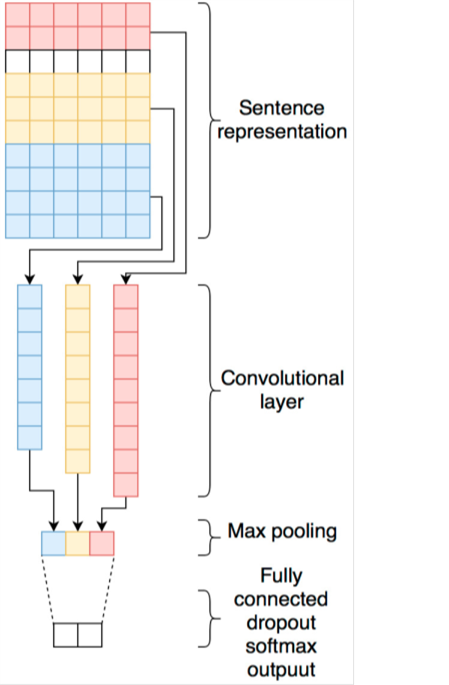 Sentence
representation
Convolutional
layer
Max pooling
Fully
connected
dropout
softmax
outpuut